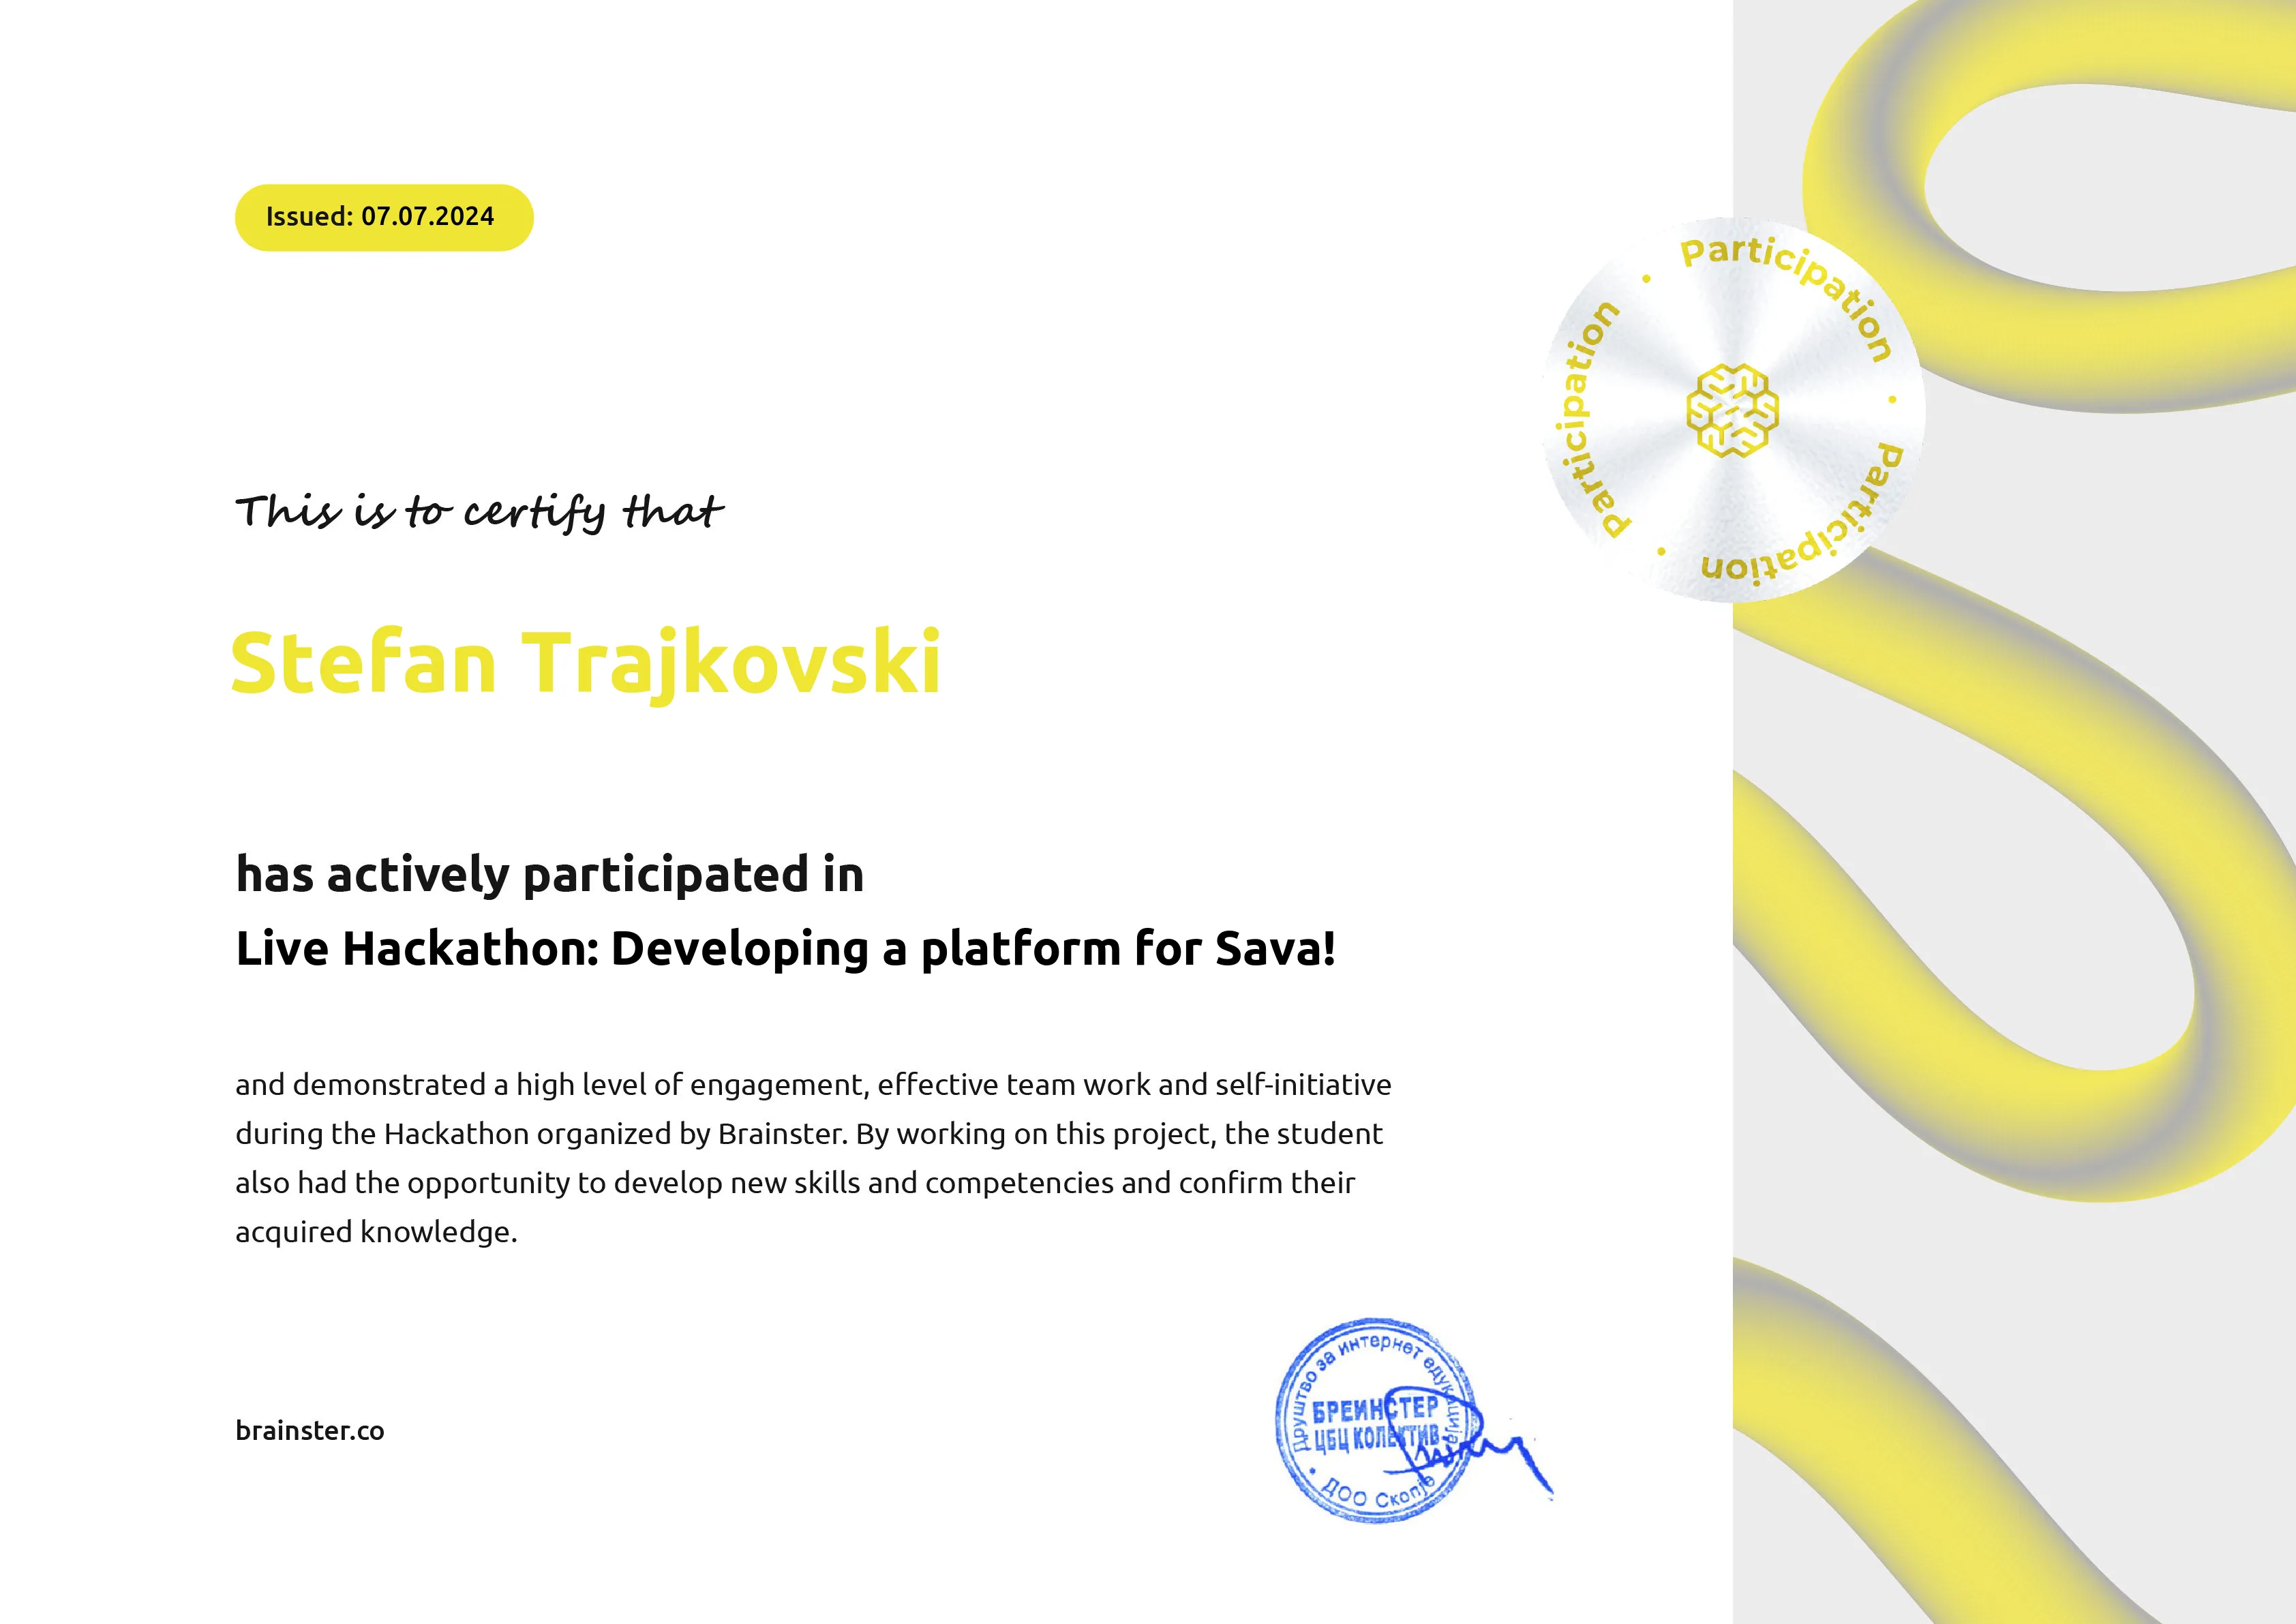 Issued: 07.07.2024
Participation • Participation • Participation •
This is to certify that
Stefan Trajkovski
has actively participated in
Live Hackathon: Developing a platform for Sava!
and demonstrated a high level of engagement, effective team work and self-initiative
during the Hackathon organized by Brainster. By working on this project, the student
also had the opportunity to develop new skills and competencies and confirm their
acquired knowledge.
brainster.co
Друштво за интернет едукација
БРЕИНСТЕР
ЦБЦ КОЛЕКТИВ
• ДОО Скопје •